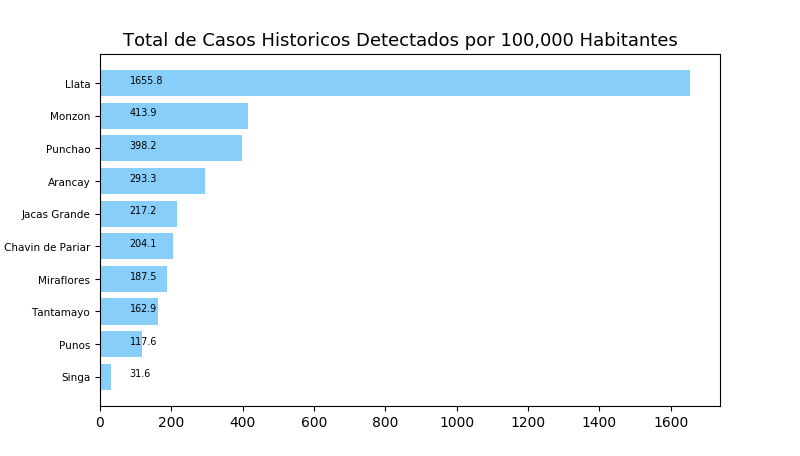 Total de Casos Historicos Detectados por 100,000 Habitantes
Llata 1655.8
Monzon 413.9
Punchao 398.2
Arancay 293.3
Jacas Grande 217.2
Chavin de Pariar 204.1
Miraflores 187.5
Tantamayo 162.9
Punos 117.6
Singa 31.6
0 200 400 600 800 1000 1200 1400 1600